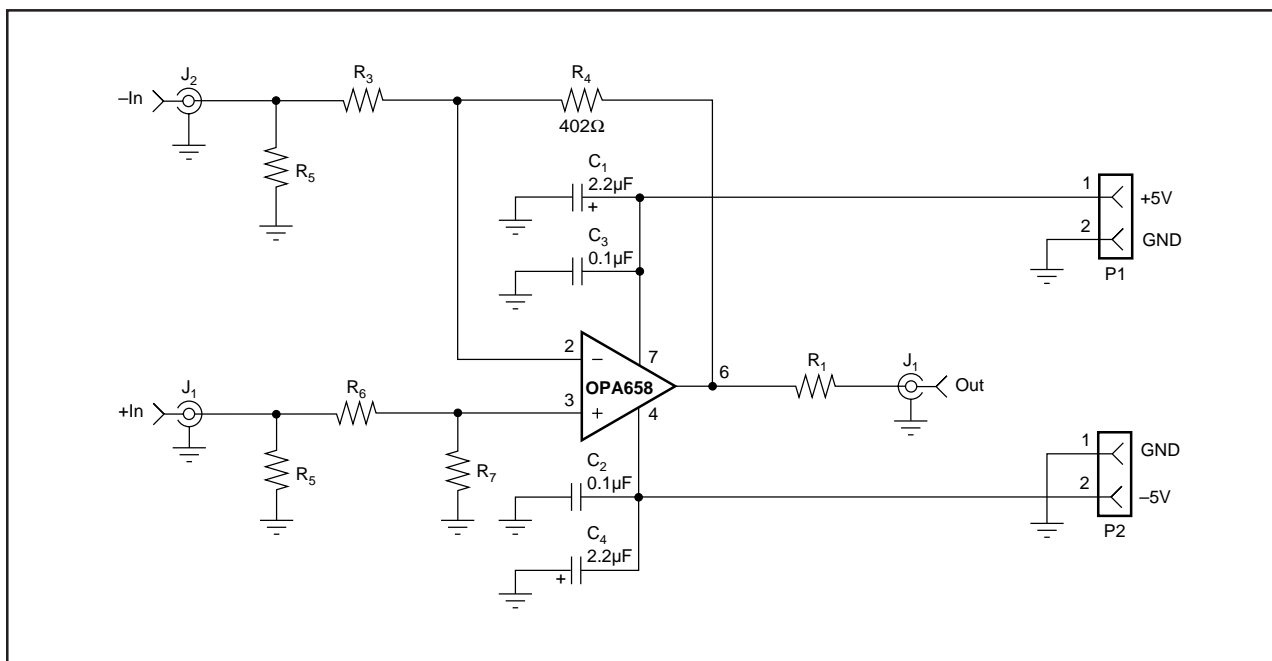 –In
J2
R3
R4
402Ω
R5
C1
2.2µF
+
C3
0.1µF
1
+5V
2
GND
P1
2
–
7
OPA658
6
R1
J1
Out
+In
J1
R6
3
+
4
R5
R7
C2
0.1µF
1
GND
2
–5V
P2
C4
2.2µF
+